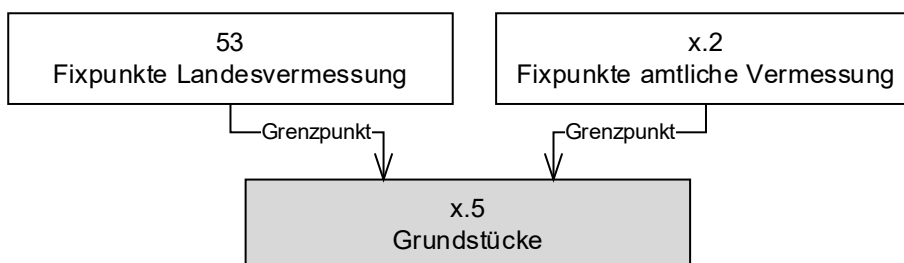 53
Fixpunkte Landesvermessung
x.2
Fixpunkte amtliche Vermessung
Grenzpunkt
Grenzpunkt
x.5
Grundstücke